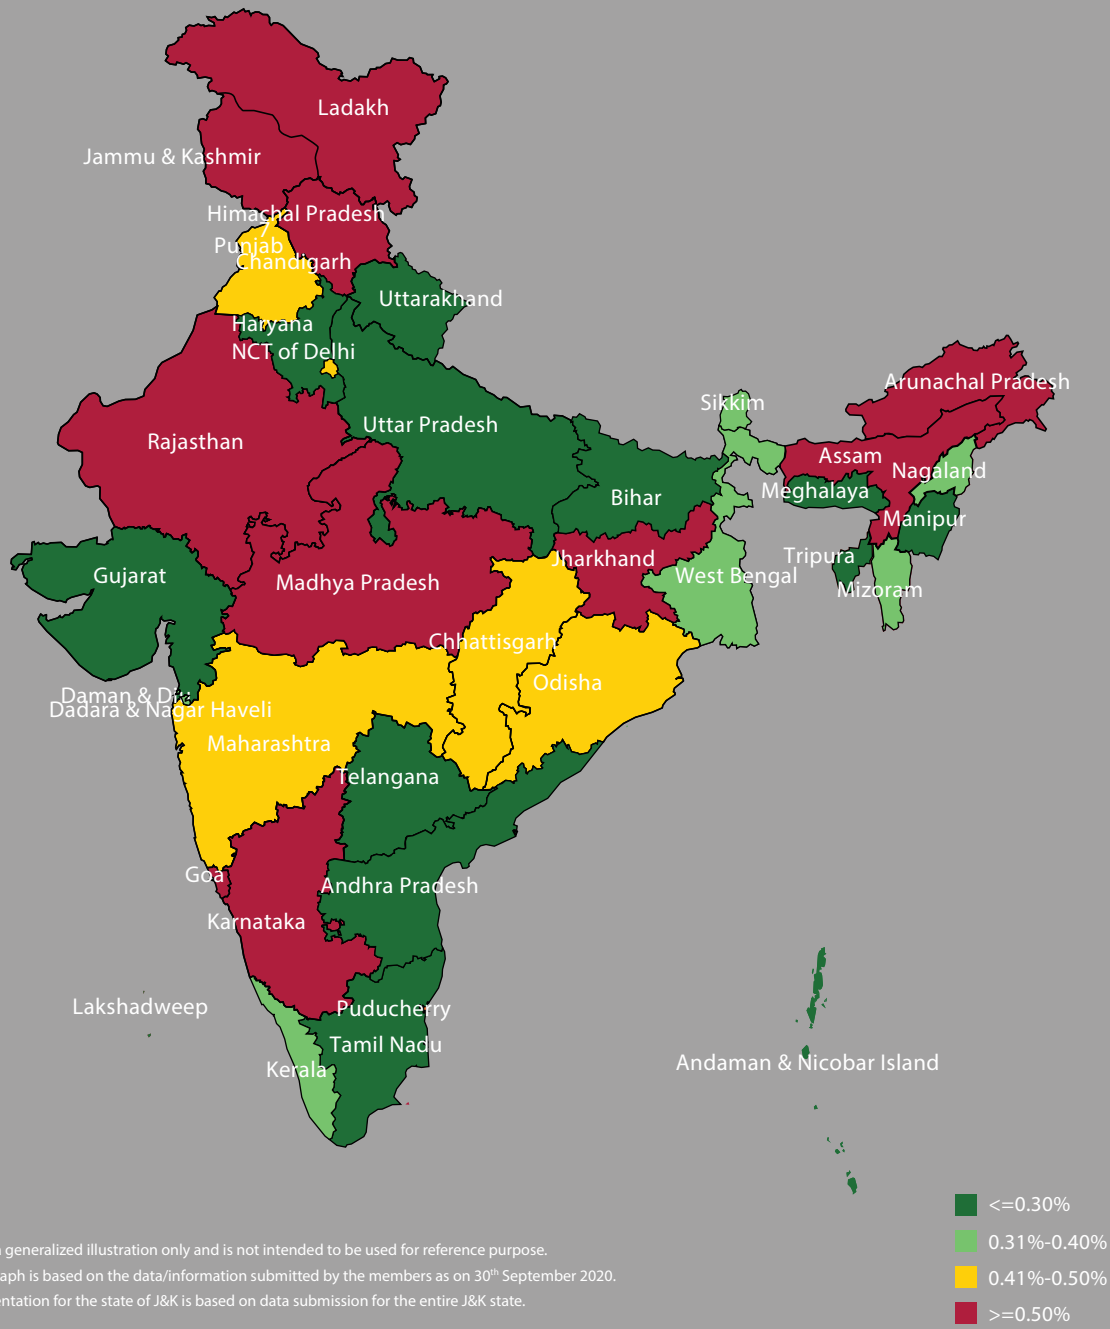 Ladakh
Jammu & Kashmir
Himachal Pradesh
7
Punjab
Chandigarh
Uttarakhand
Haryana
NCT of Delhi
Arunachal Pradesh
Sikkim
Uttar Pradesh
Rajasthan
Assam
Nagaland
Meghalaya
Bihar
Manipur
Tripura
Jharkhand
Gujarat
West Bengal
Madhya Pradesh
Mizoram
Chhattisgarh
Odisha
Daman & Diu
Dadara & Nagar Haveli
Maharashtra
Telangana
Goa
Andhra Pradesh
Karnataka
Lakshadweep
Puducherry
Tamil Nadu
Andaman & Nicobar Island
Kerala
<=0.30%
0.31%-0.40%
0.41%-0.50%
>=0.50%
generalized illustration only and is not intended to be used for reference purpose.
is based on the data/information submitted by the members as on 30th September 2020.
for the state of J&K is based on data submission for the entire J&K state.